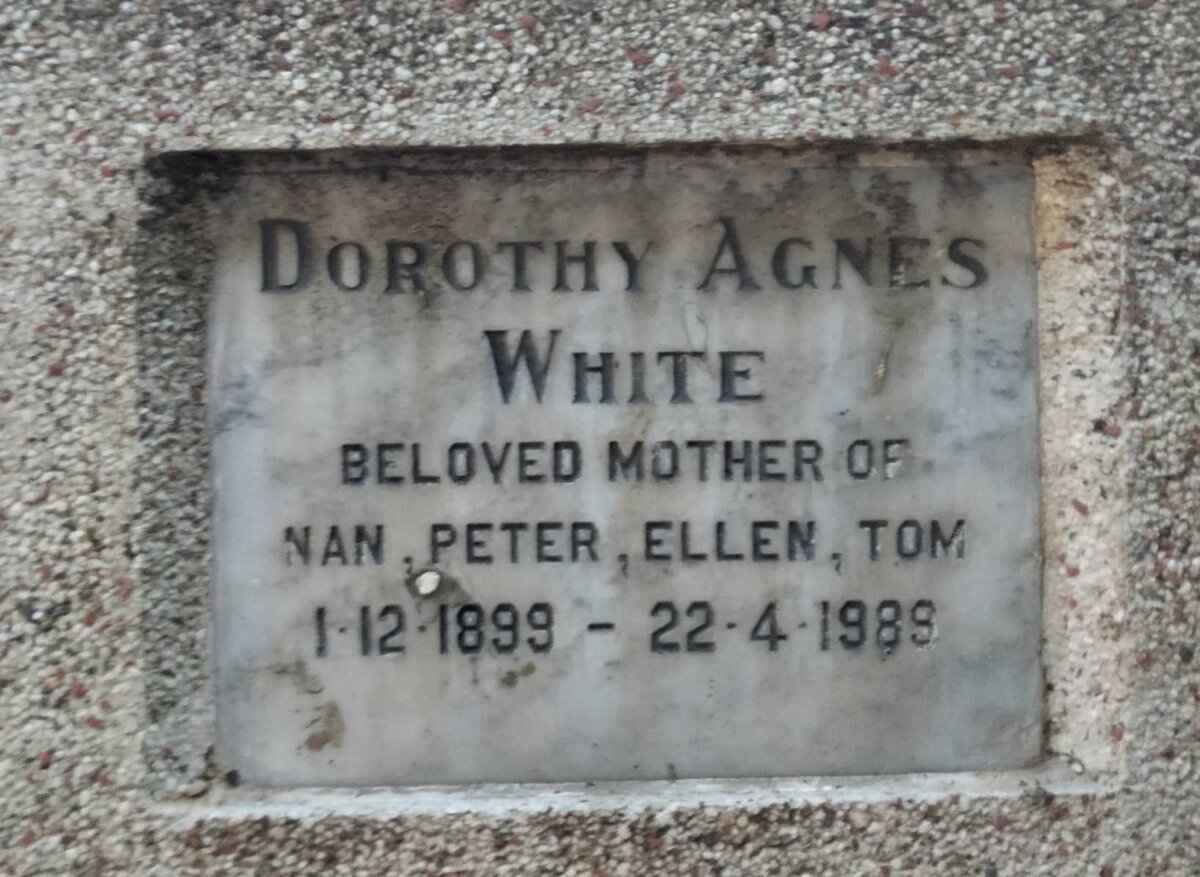 DOROTHY AGNES
WHITE
BELOVED MOTHER OF
NAN, PETER, ELLEN, TOM
1·12·1899 - 22·4·1989